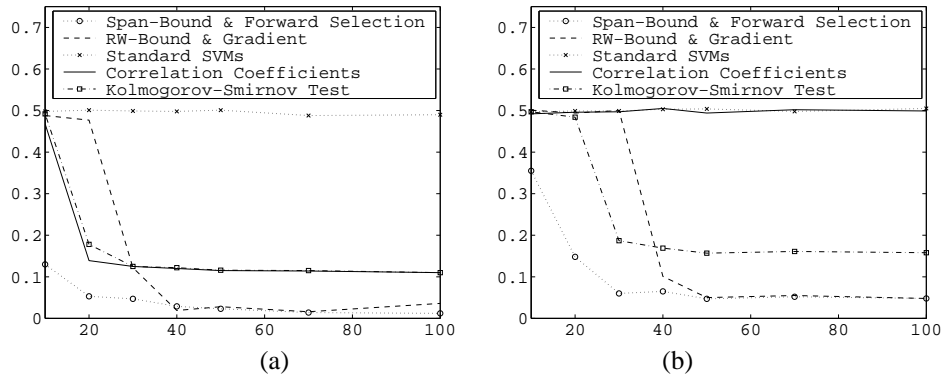 Span-Bound & Forward Selection
RW-Bound & Gradient
Standard SVMs
Correlation Coefficients
Kolmogorov-Smirnov Test
0.7
0.6
0.5
0.4
0.3
0.2
0.1
0
20
40
60
80
100
(a)
Span-Bound & Forward Selection
RW-Bound & Gradient
Standard SVMs
Correlation Coefficients
Kolmogorov-Smirnov Test
0.7
0.6
0.5
0.4
0.3
0.2
0.1
0
20
40
60
80
100
(b)